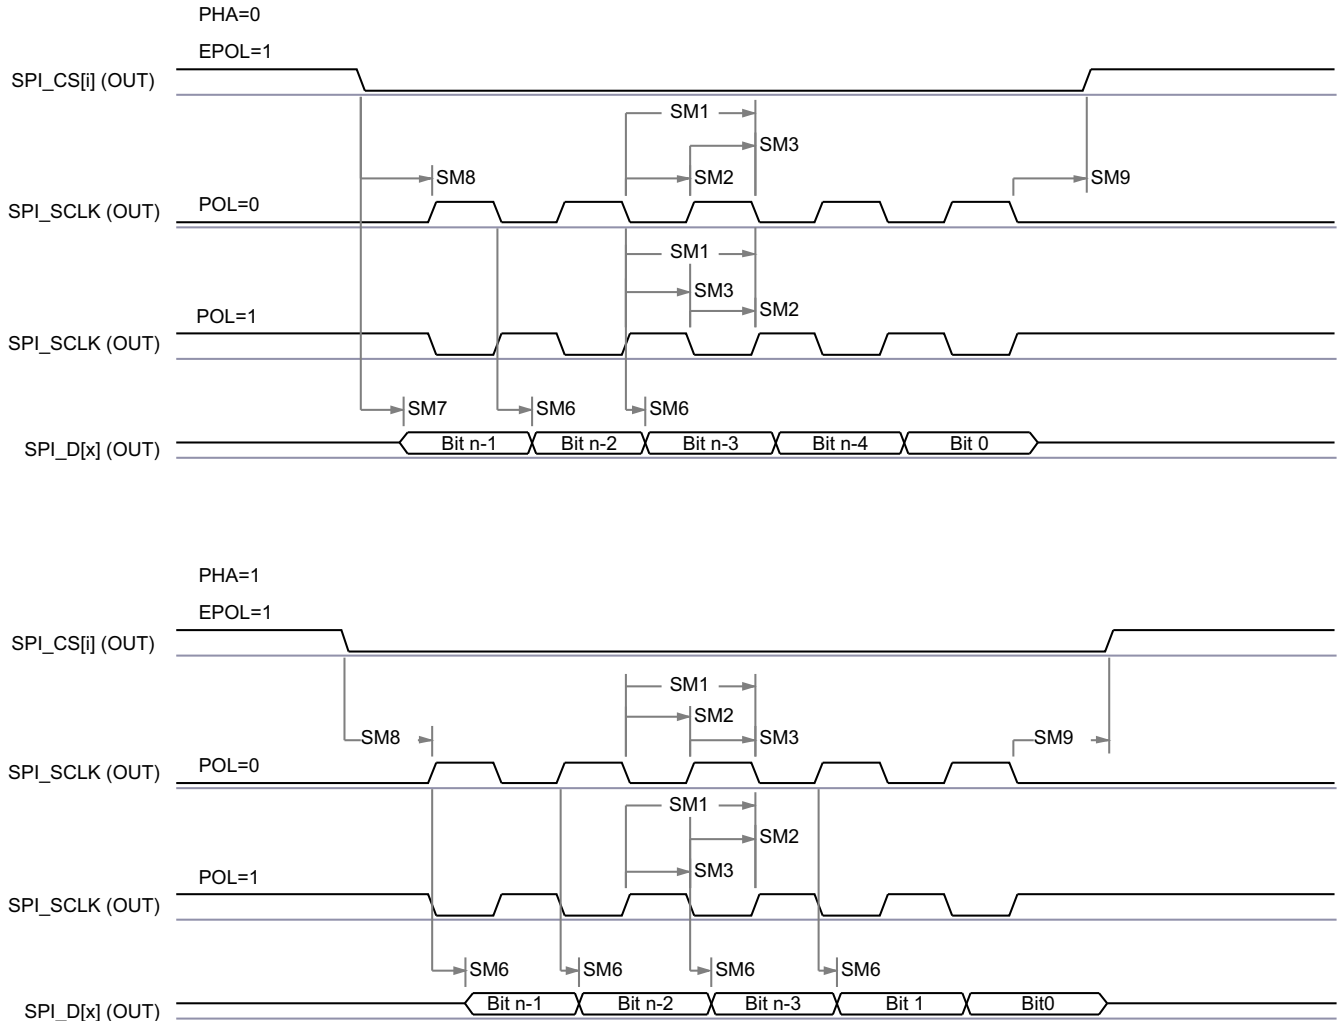 PHA=0
EPOL=1
SPI_CS[i] (OUT)
SM1
SM3
SM8
SM2
SM9
SPI_SCLK (OUT)
POL=0
SM1
SM3
SM2
POL=1
SPI_SCLK (OUT)
SM7
SM6
SM6
SPI_D[x] (OUT)
Bit n-1
Bit n-2
Bit n-3
Bit n-4
Bit 0
PHA=1
EPOL=1
SPI_CS[i] (OUT)
SM1
SM2
SM8
SM3
SM9
SPI_SCLK (OUT)
POL=0
SM1
SM2
SM3
POL=1
SPI_SCLK (OUT)
SM6
SM6
SM6
SM6
SPI_D[x] (OUT)
Bit n-1
Bit n-2
Bit n-3
Bit 1
Bit0